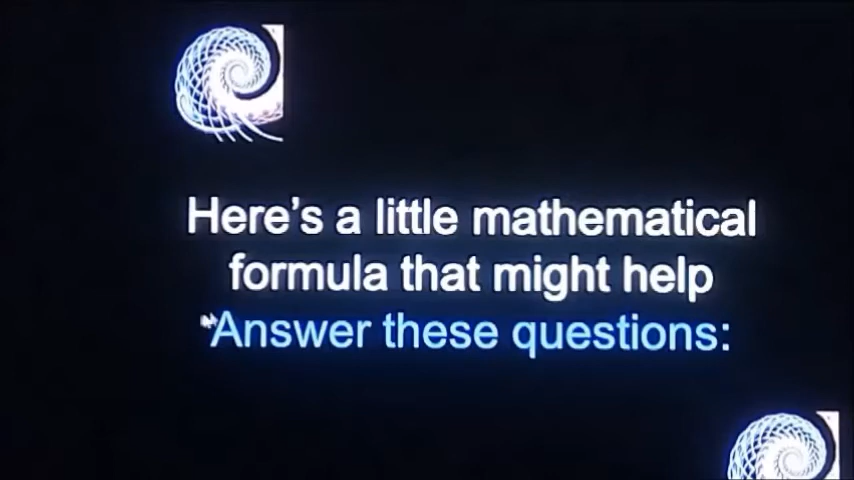 Here’s a little mathematical
formula that might help
Answer these questions: